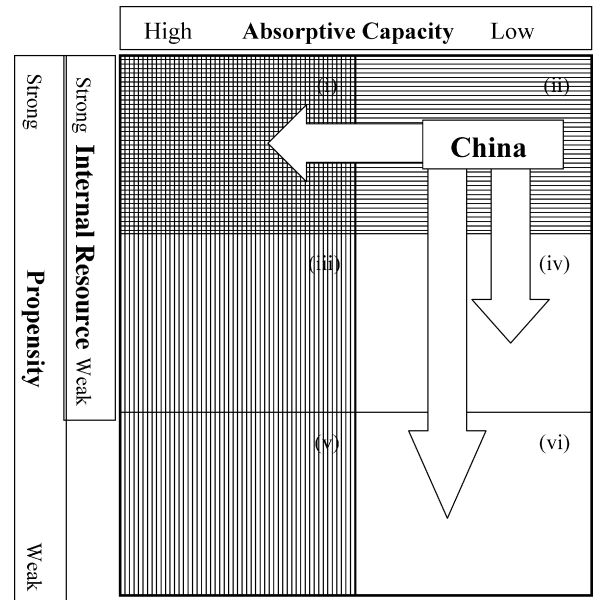 High Absorptive Capacity Low
Strong
Propensity
Weak
Strong Internal Resource Weak
(i)
(ii)
China
(iii)
(iv)
(v)
(vi)